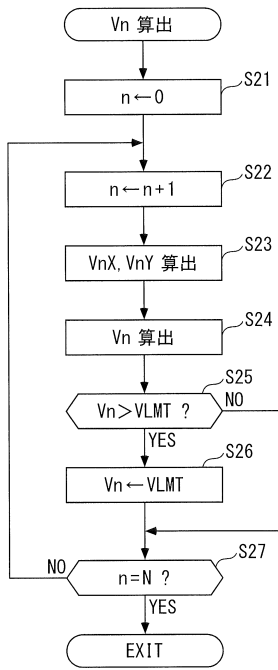 Vn 算出
S21
n←0
S22
n←n+1
S23
VnX, VnY 算出
S24
Vn 算出
S25
Vn>VLMT ?
NO
YES
S26
Vn←VLMT
S27
NO
n=N ?
YES
EXIT